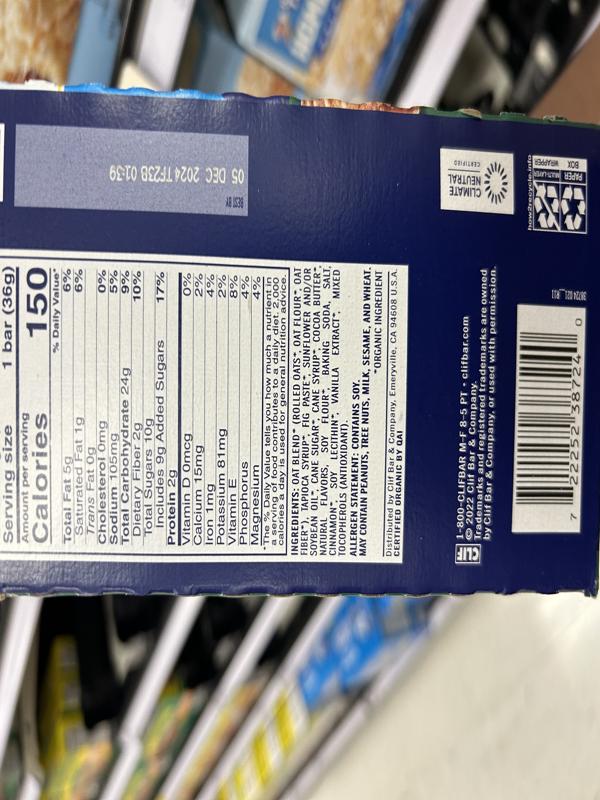 Serving size 1 bar (36g)
Amount per serving
Calories 150
% Daily Value*
Total Fat 5g 6%
Saturated Fat 1g 6%
Trans Fat 0g
Cholesterol 0mg 0%
5%
Total Carbohydrate 24g 9%
Dietary Fiber 2g 10%
Total Sugars 10g
Includes 9g Added Sugars 17%
Protein 2g
Vitamin D 0mcg 0%
Calcium 15mg 2%
Iron 1mg 4%
Potassium 81mg 2%
Vitamin E 8%
Phosphorus 4%
Magnesium 4%
*The % Daily Value tells you how much a nutrient in
a serving of food contributes to a daily diet. 2,000
calories a day is used for general nutrition advice.
INGREDIENTS: OAT BLEND* (ROLLED OATS*, OAT FLOUR*, OAT
FIBER*), TAPIOCA SYRUP*, FIG PASTE*, SUNFLOWER AND/OR
SOYBEAN OIL*, CANE SUGAR*, CANE SYRUP*, COCOA BUTTER*,
NATURAL FLAVORS, SOY FLOUR*, BAKING SODA, SALT,
CINNAMON*, SOY LECITHIN*, VANILLA EXTRACT*, MIXED
TOCOPHEROLS (ANTIOXIDANT).
ALLERGEN STATEMENT: CONTAINS SOY.
MAY CONTAIN PEANUTS, TREE NUTS, MILK, SESAME, AND WHEAT.
*ORGANIC INGREDIENT
Distributed by Clif Bar & Company, Emeryville, CA 94608 U.S.A.
CERTIFIED ORGANIC BY QAI
BEST BY
05 DEC 2024 TF23B 01:39
CLIMATE
NEUTRAL
CERTIFIED
PAPER
BOX
MULTI-LAYER
WRAPPER
how2recycle.info
CLIF
1-800-CLIFBAR M-F 8-5 PT • clifbar.com
© 2022 Clif Bar & Company.
Trademarks and registered trademarks are owned
by Clif Bar & Company, or used with permission.
38724 021_R11
7 22252 38724 0